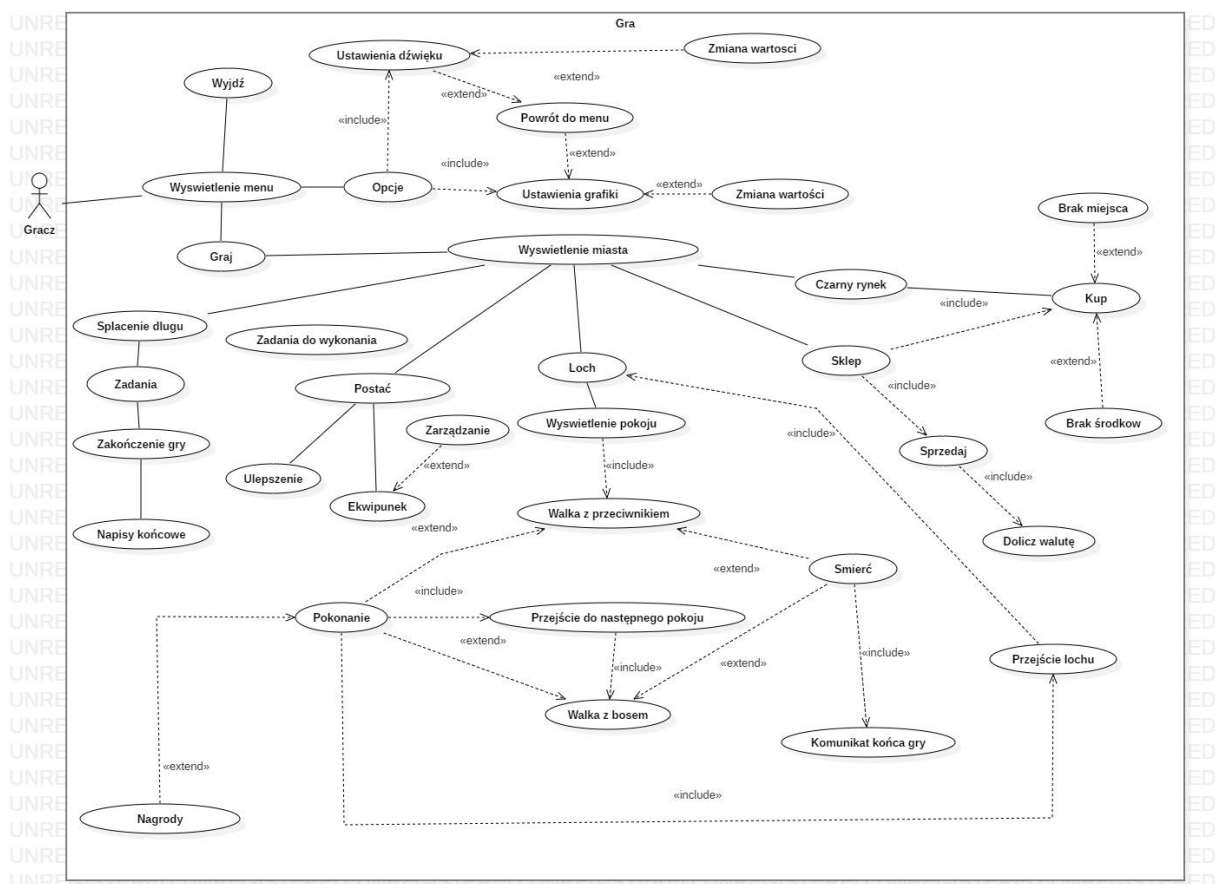 Gra
Ustawienia dźwięku
Zmiana wartosci
«extend»
Wyjdź
«extend»
Powrót do menu
«include»
«extend»
«include»
Wyswietlenie menu
Opcje
Ustawienia grafiki
«extend»
Zmiana wartości
Gracz
Brak miejsca
Graj
Wyswietlenie miasta
«extend»
Czarny rynek
Kup
«include»
Splacenie dlugu
Zadania do wykonania
Loch
Sklep
«extend»
Zadania
Postać
«include»
Wyswietlenie pokoju
Brak środkow
Zarządzanie
«include»
Zakończenie gry
Sprzedaj
«extend»
«include»
Ulepszenie
«include»
Ekwipunek
Walka z przeciwnikiem
«extend»
Napisy końcowe
Dolicz walutę
«extend»
Smierć
«include»
Pokonanie
Przejście do następnego pokoju
«extend»
«include»
Przejście lochu
«include»
«extend»
Walka z bosem
Komunikat końca gry
«extend»
«include»
Nagrody